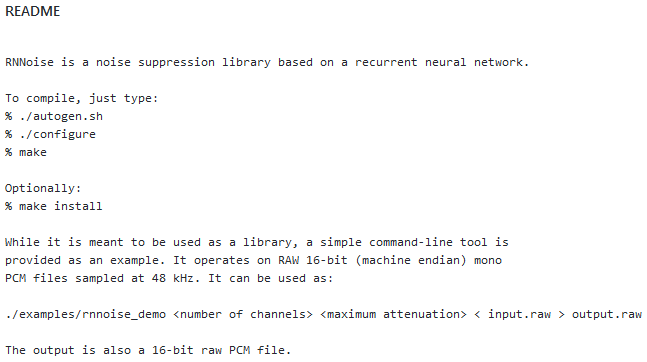 README
RNNoise is a noise suppression library based on a recurrent neural network.
To compile, just type:
% ./autogen.sh
% ./configure
% make
Optionally:
% make install
While it is meant to be used as a library, a simple command-line tool is
provided as an example. It operates on RAW 16-bit (machine endian) mono
PCM files sampled at 48 kHz. It can be used as:
./examples/rnnoise_demo <number of channels> <maximum attenuation> < input.raw > output.raw
The output is also a 16-bit raw PCM file.